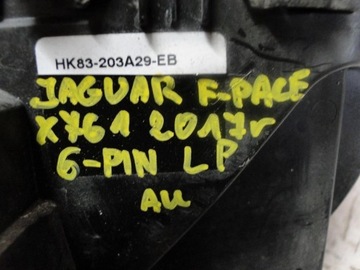 HK83-203A29-EB
JAGUAR F-PACE
X761 2017r
6-PIN LP
AU